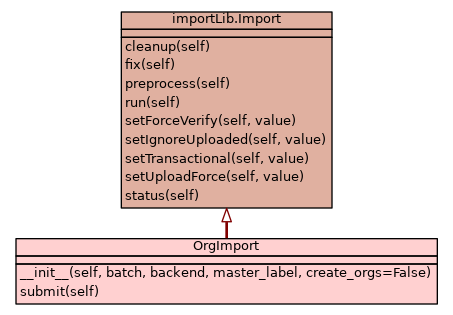 importLib.Import
cleanup(self)
fix(self)
preprocess(self)
run(self)
setForceVerify(self, value)
setIgnoreUploaded(self, value)
setTransactional(self, value)
setUploadForce(self, value)
status(self)
OrgImport
__init__(self, batch, backend, master_label, create_orgs=False)
submit(self)